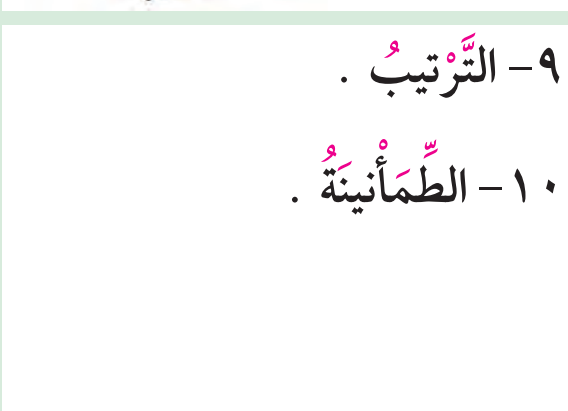 ٩- التَّرْتيبُ .
١٠- الطِّمَأْنينَةُ .